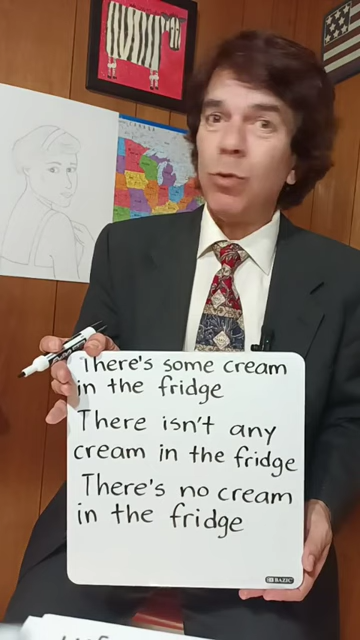 There's some cream
in the fridge
There isn't any
cream in the fridge
There's no cream
in the fridge
BAZIC